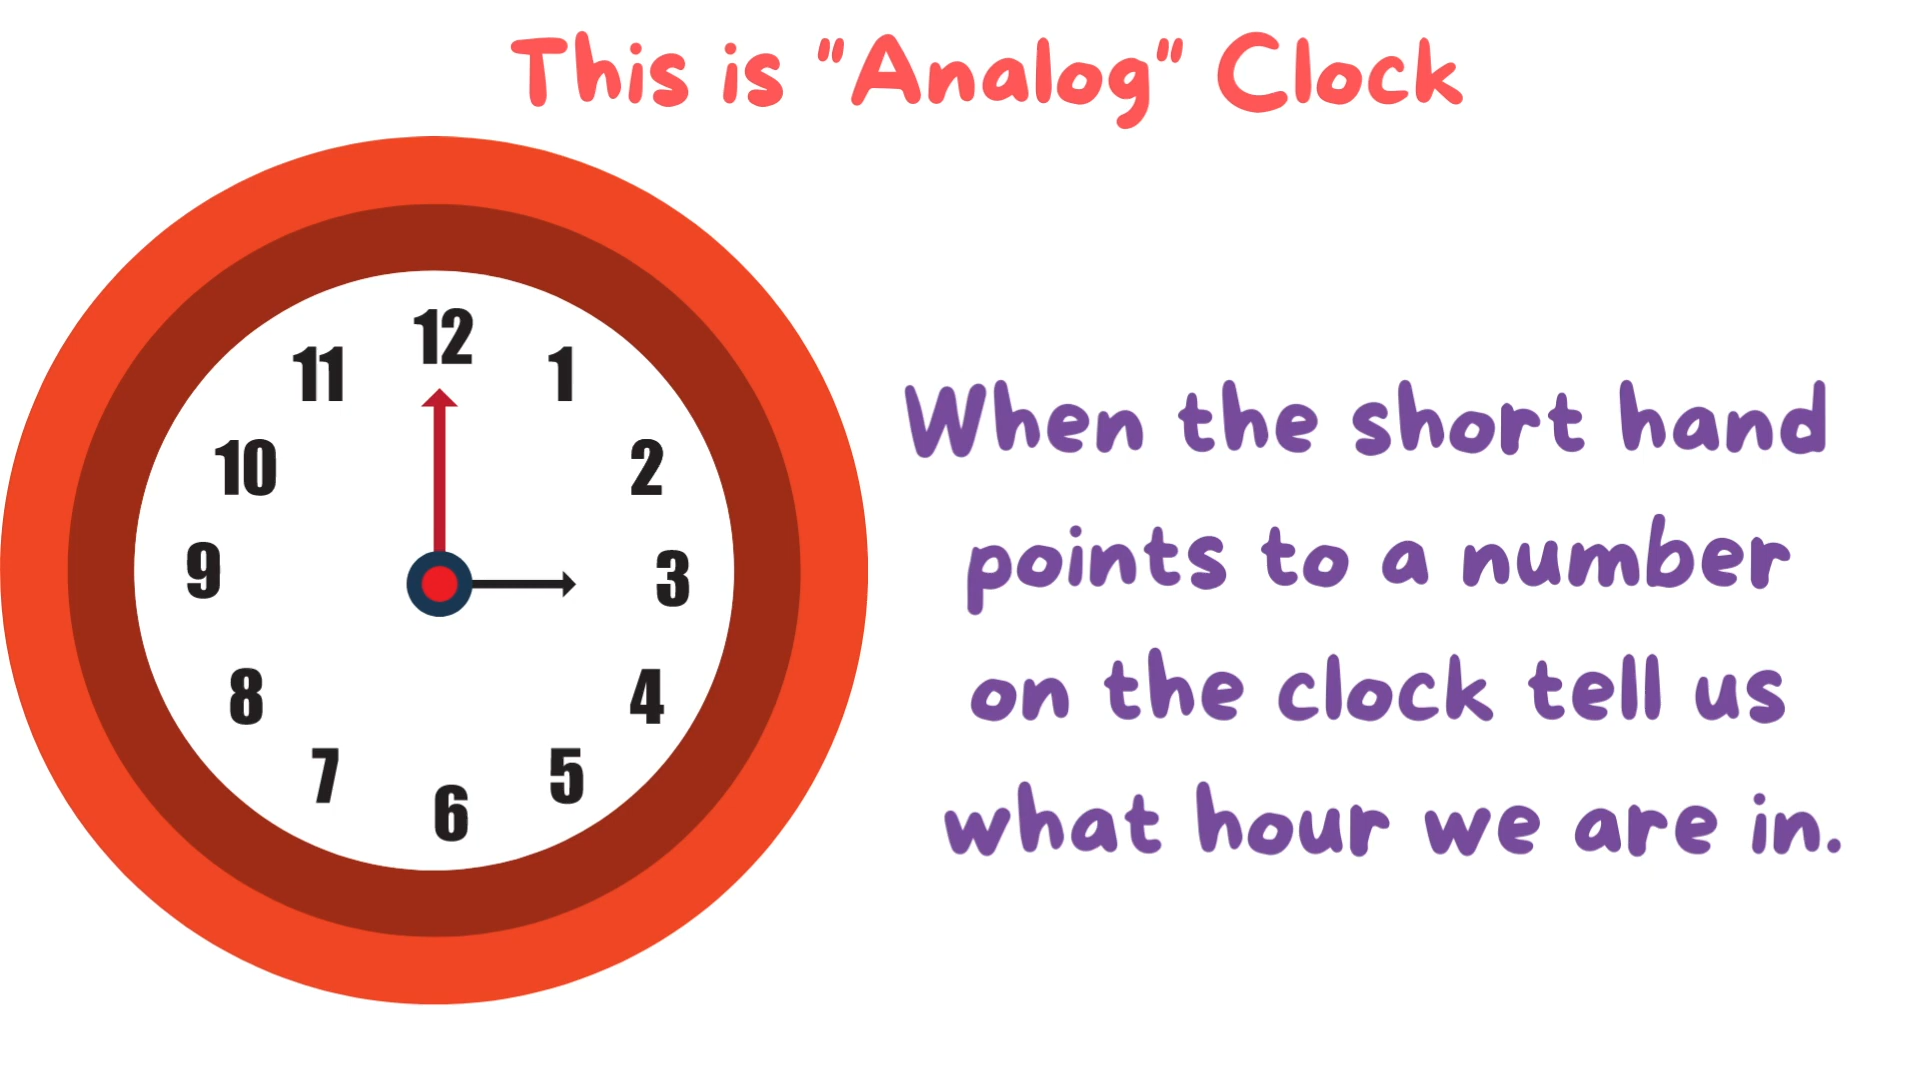 This is "Analog" Clock
12
11
1
10
2
9
3
8
4
7
5
6
When the short hand
points to a number
on the clock tell us
what hour we are in.